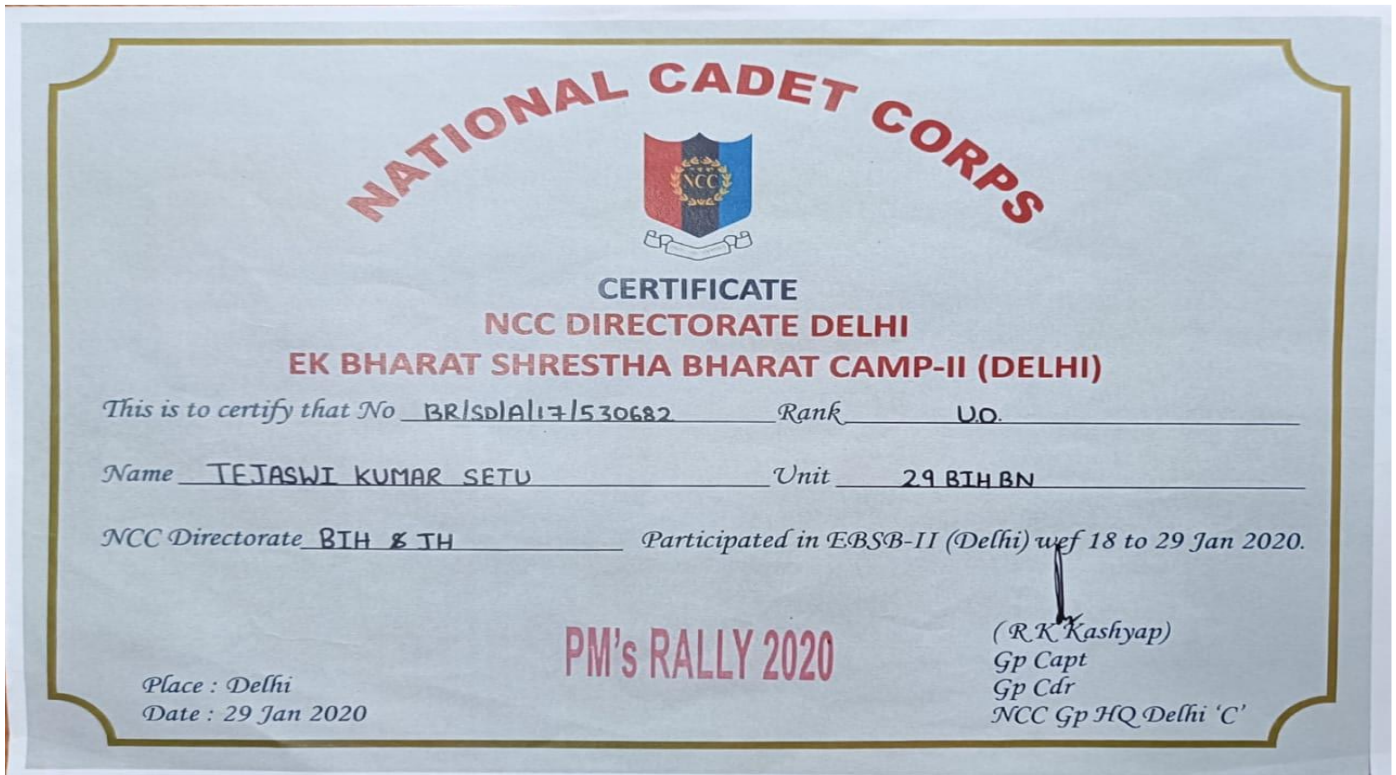 NATIONAL CADET CORPS
NCC
CERTIFICATE
NCC DIRECTORATE DELHI
EK BHARAT SHRESTHA BHARAT CAMP-II (DELHI)
This is to certify that No BR/SD/A/17/530682 Rank U.O.
Name TEJASWI KUMAR SETU Unit 29 BIH BN
NCC Directorate BIH & JH Participated in EBSB-II (Delhi) wef 18 to 29 Jan 2020.
PM's RALLY 2020
(R.K Kashyap)
Gp Capt
Gp Cdr
NCC Gp HQ Delhi 'C'
Place : Delhi
Date : 29 Jan 2020